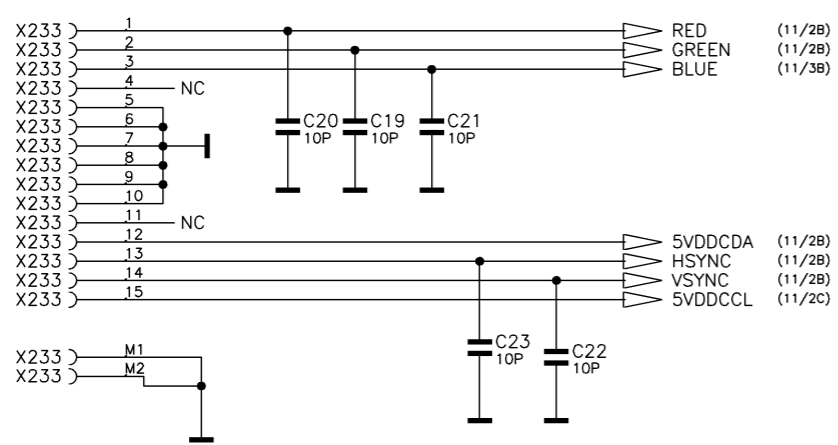 X233 1 RED (11/2B)
X233 2 GREEN (11/2B)
X233 3 BLUE (11/3B)
X233 4 NC
X233 5
X233 6 C20 C19 C21
X233 7 10P 10P 10P
X233 8
X233 9
X233 10
X233 11 NC
X233 12 5VDDCDA (11/2B)
X233 13 HSYNC (11/2B)
X233 14 VSYNC (11/2B)
X233 15 5VDDCCL (11/2C)
C23 C22
10P 10P
X233 M1
X233 M2